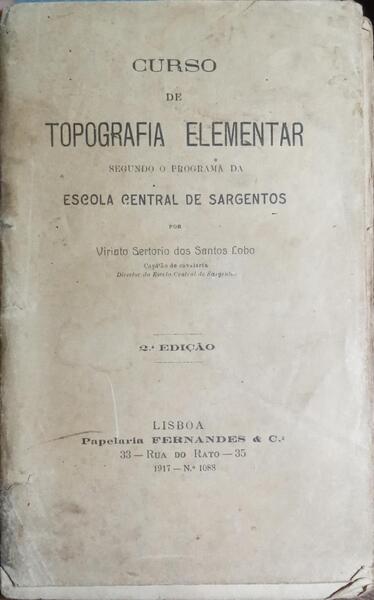 CURSO
DE
TOPOGRAFIA ELEMENTAR
SEGUNDO O PROGRAMA DA
ESCOLA CENTRAL DE SARGENTOS
POR
Viriato Sertorio dos Santos Lobo
Capitão de cavalaria
Director da Escola Central de Sargentos
2.ª EDIÇÃO
LISBOA
Papelaria FERNANDES & C.ª
33 — RUA DO RATO — 35
1917 — N.º 1088